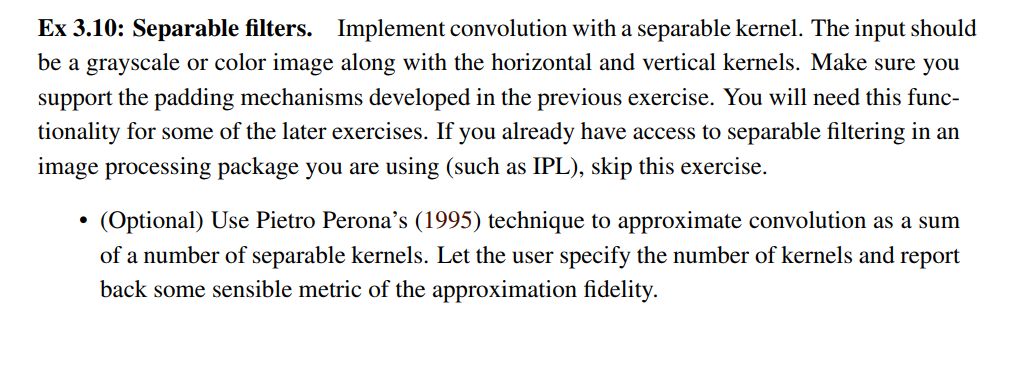 Ex 3.10: Separable filters. Implement convolution with a separable kernel. The input should
be a grayscale or color image along with the horizontal and vertical kernels. Make sure you
support the padding mechanisms developed in the previous exercise. You will need this func-
tionality for some of the later exercises. If you already have access to separable filtering in an
image processing package you are using (such as IPL), skip this exercise.
• (Optional) Use Pietro Perona's (1995) technique to approximate convolution as a sum
of a number of separable kernels. Let the user specify the number of kernels and report
back some sensible metric of the approximation fidelity.